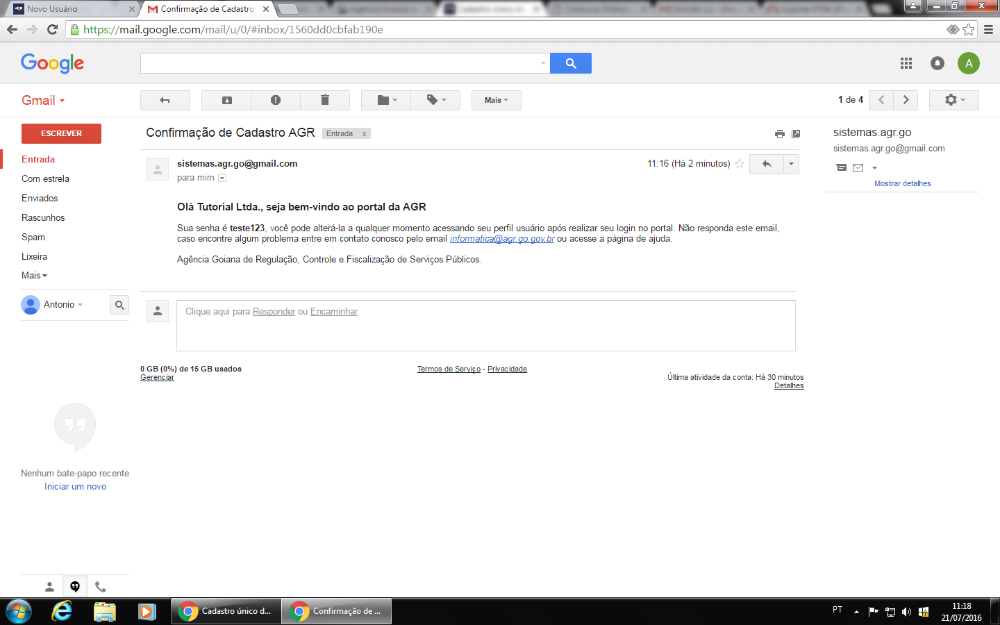 AGR Novo Usuário
Confirmação de Cadastro
https://mail.google.com/mail/u/0/#inbox/1560dd0cbfab190e
Google
A
Gmail
Mais
1 de 4
ESCREVER
Entrada
Com estrela
Enviados
Rascunhos
Spam
Lixeira
Mais
Antonio
Confirmação de Cadastro AGR Entrada x
sistemas.agr.go@gmail.com 11:16 (Há 2 minutos)
para mim
Olá Tutorial Ltda., seja bem-vindo ao portal da AGR
Sua senha é teste123, você pode alterá-la a qualquer momento acessando seu perfil usuário após realizar seu login no portal. Não responda este email,
caso encontre algum problema entre em contato conosco pelo email informatica@agr.go.gov.br ou acesse a página de ajuda.
Agência Goiana de Regulação, Controle e Fiscalização de Serviços Públicos.
Clique aqui para Responder ou Encaminhar
0 GB (0%) de 15 GB usados
Gerenciar
Termos de Serviço - Privacidade
Última atividade da conta: Há 30 minutos
Detalhes
sistemas.agr.go
sistemas.agr.go@gmail.com
Mostrar detalhes
Nenhum bate-papo recente
Iniciar um novo
Cadastro único d...
Confirmação de ...
PT
11:18
21/07/2016